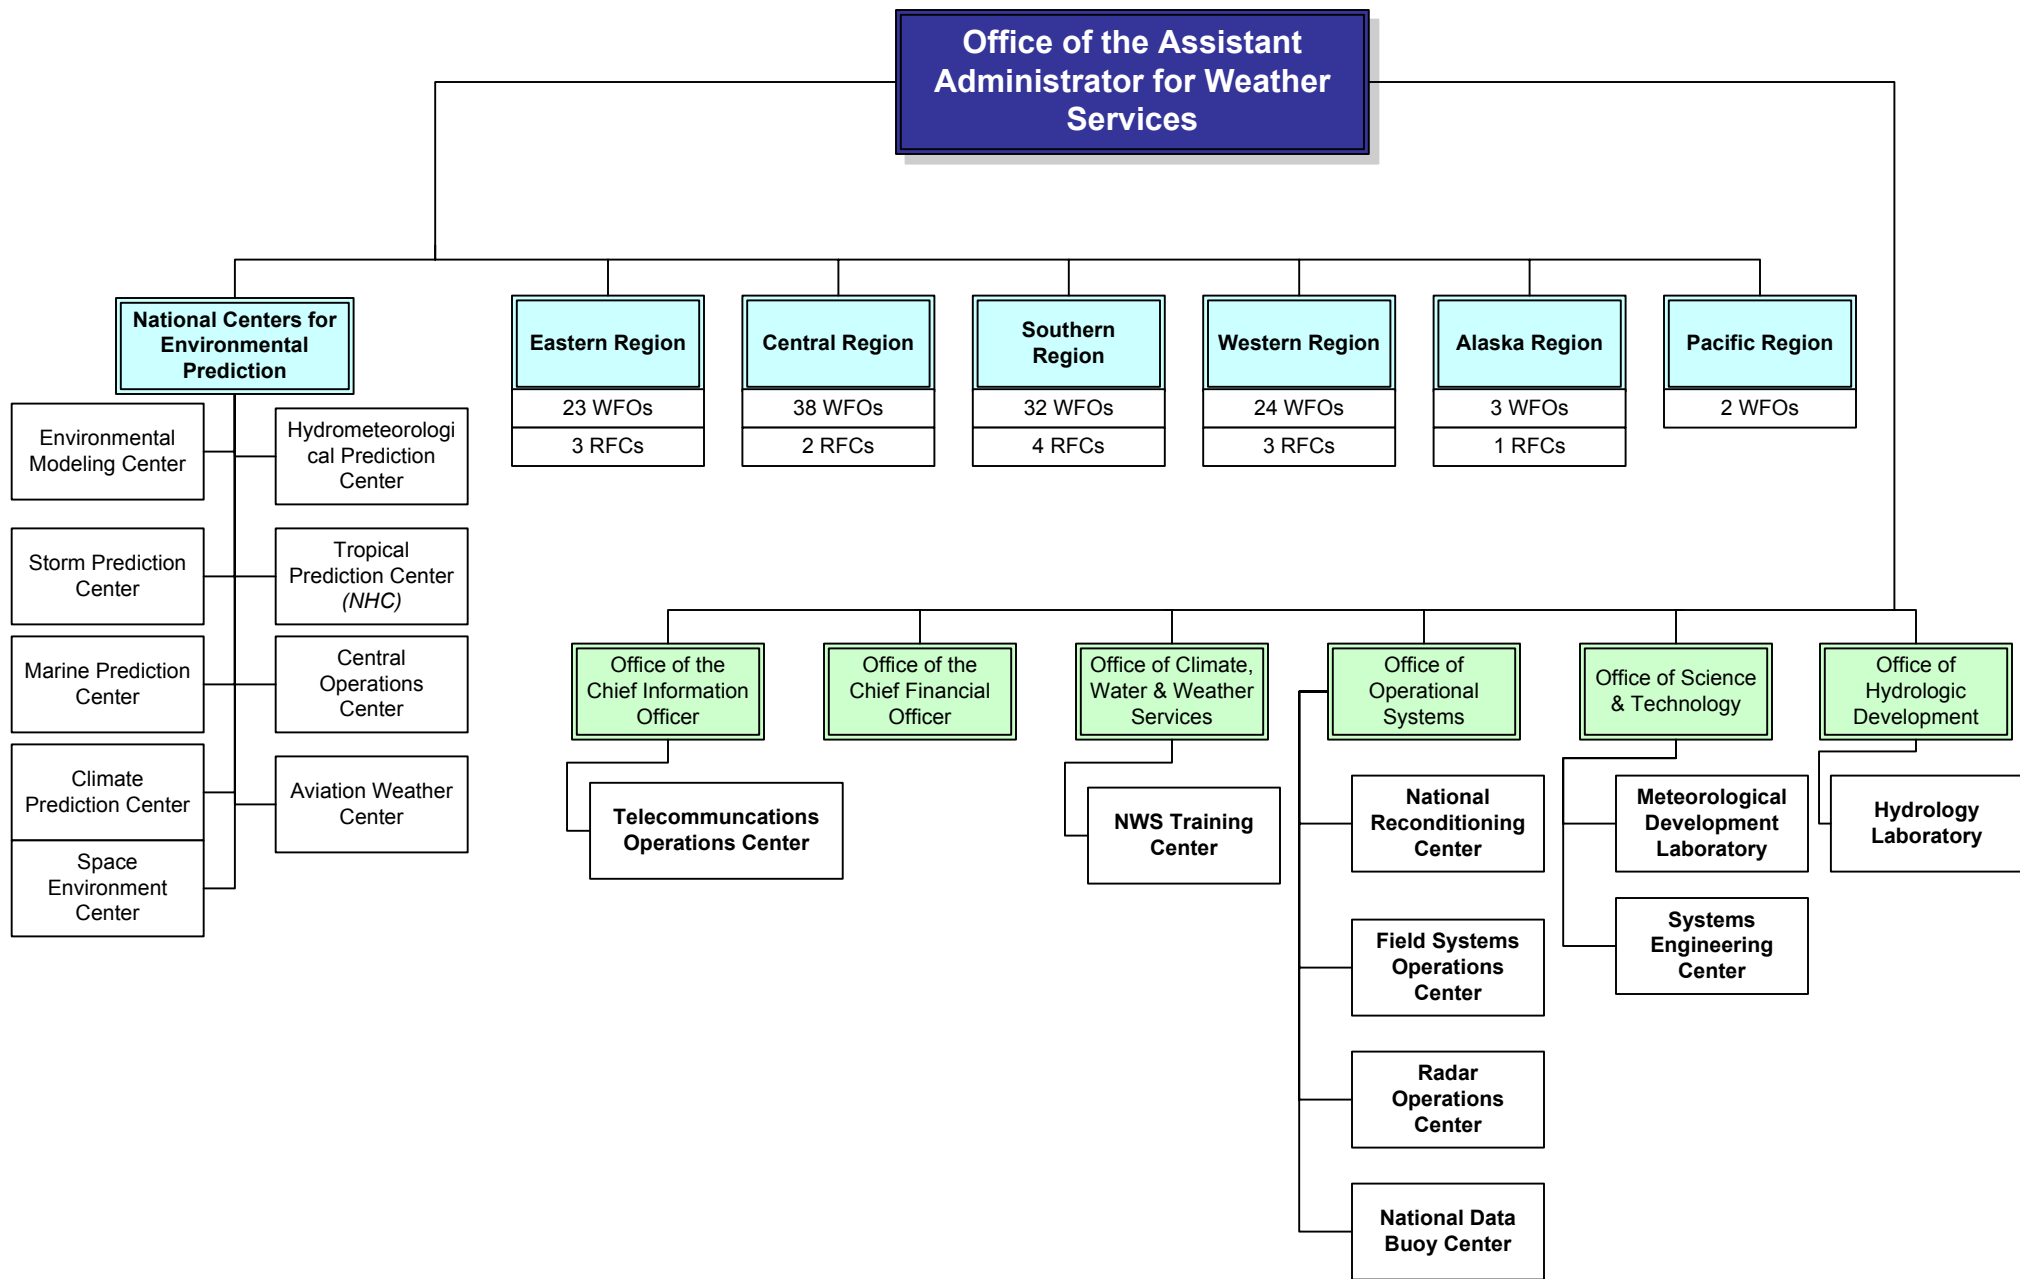 Office of the Assistant
Administrator for Weather
Services
National Centers for
Environmental
Prediction
Eastern Region
23 WFOs
3 RFCs
Central Region
38 WFOs
2 RFCs
Southern
Region
32 WFOs
4 RFCs
Western Region
24 WFOs
3 RFCs
Alaska Region
3 WFOs
1 RFCs
Pacific Region
2 WFOs
Environmental
Modeling Center
Hydrometeorologi
cal Prediction
Center
Storm Prediction
Center
Tropical
Prediction Center
(NHC)
Marine Prediction
Center
Central
Operations
Center
Climate
Prediction Center
Aviation Weather
Center
Space
Environment
Center
Office of the
Chief Information
Officer
Office of the
Chief Financial
Officer
Office of Climate,
Water & Weather
Services
Office of
Operational
Systems
Office of Science
& Technology
Office of
Hydrologic
Development
Telecommuncations
Operations Center
NWS Training
Center
National
Reconditioning
Center
Meteorological
Development
Laboratory
Hydrology
Laboratory
Field Systems
Operations
Center
Systems
Engineering
Center
Radar
Operations
Center
National Data
Buoy Center